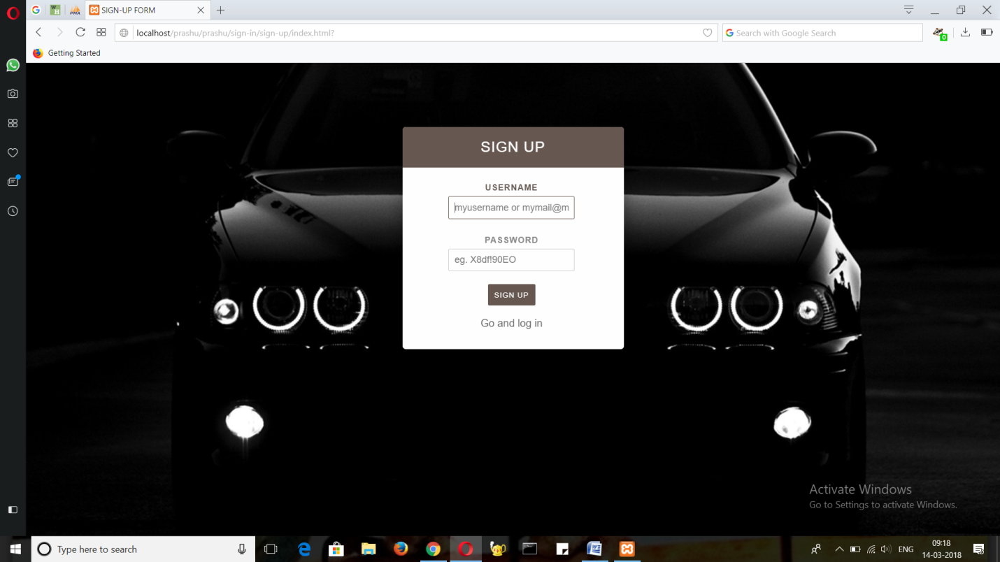 SIGN-UP FORM
localhost/prashu/prashu/sign-in/sign-up/index.html?
Search with Google Search
0
Getting Started
SIGN UP
USERNAME
myusername or mymail@m
PASSWORD
eg. X8df!90EO
SIGN UP
Go and log in
Activate Windows
Go to Settings to activate Windows.
Type here to search
ENG
09:18
14-03-2018